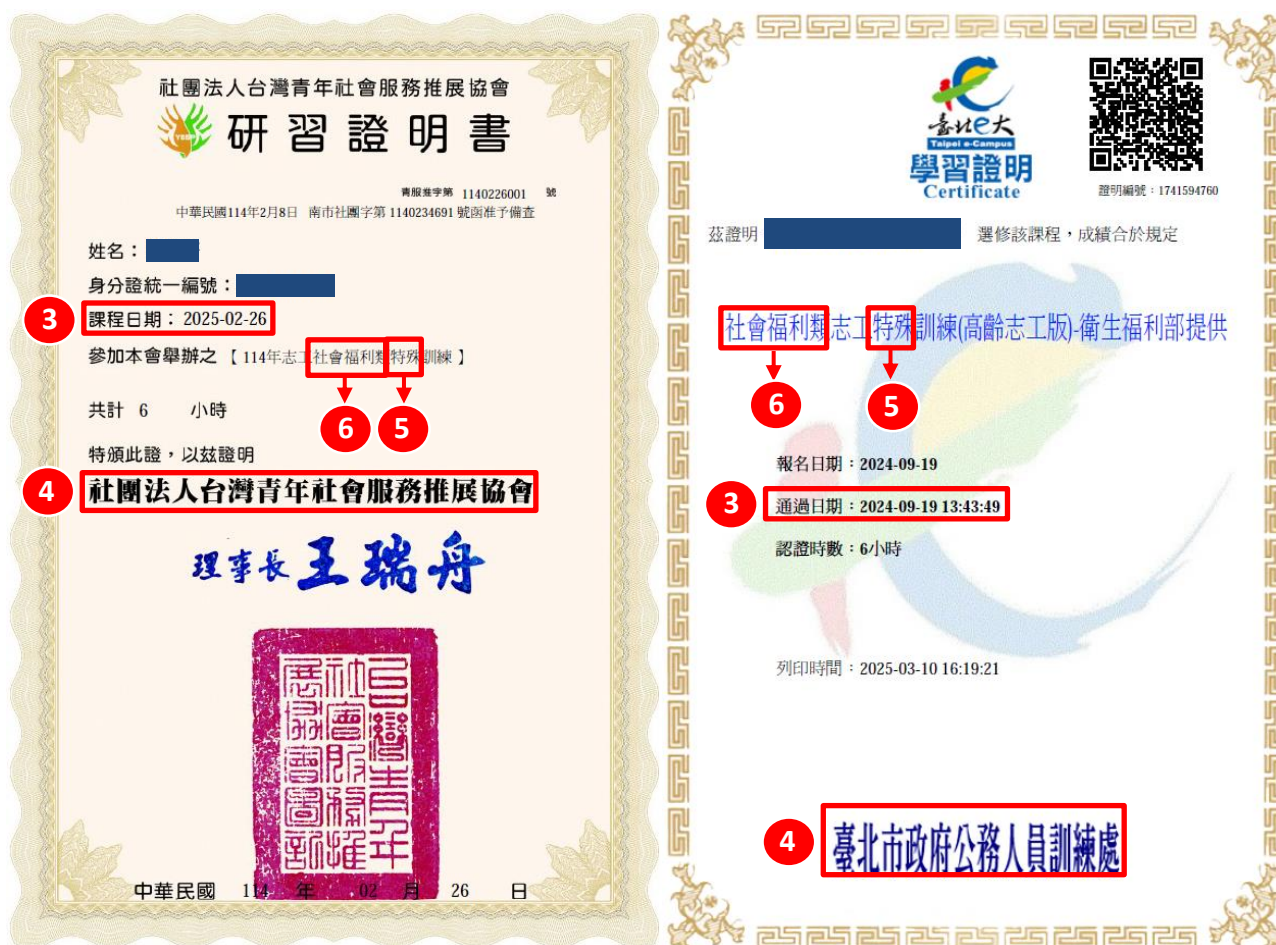 社團法人台灣青年社會服務推展協會
研習證明書
青服進字第 1140226001 號
中華民國114年2月8日 南市社團字第 1140234691 號函准予備查
姓名：
身分證統一編號：
3 課程日期： 2025-02-26
參加本會舉辦之 【 114年志工社會福利類特殊訓練 】
6 5
共計 6 小時
特頒此證，以茲證明
4 社團法人台灣青年社會服務推展協會
理事長 王瑞舟
中華民國 114 年 02 月 26 日
臺北e大
Taipei e-Campus
學習證明
Certificate
證明編號：1741594760
茲證明 選修該課程，成績合於規定
社會福利類志工特殊訓練(高齡志工版)-衛生福利部提供
6 5
報名日期：2024-09-19
3 通過日期：2024-09-19 13:43:49
認證時數：6小時
列印時間：2025-03-10 16:19:21
4 臺北市政府公務人員訓練處